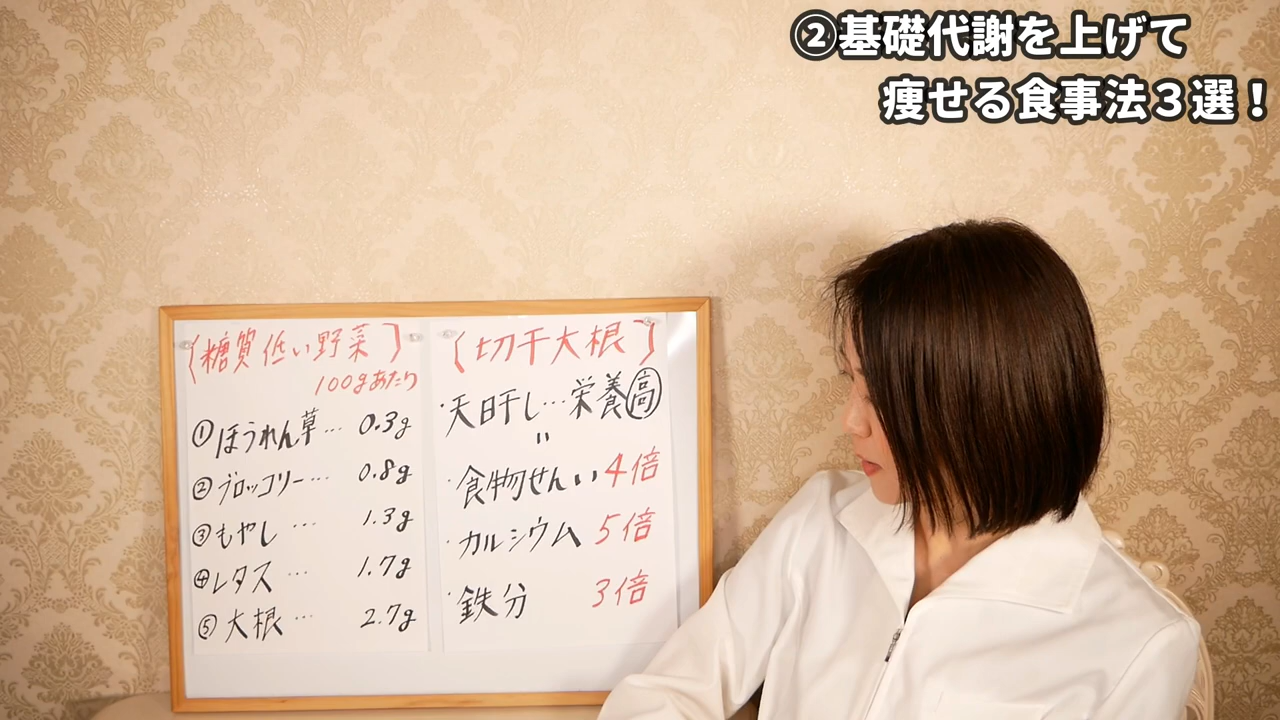 ②基礎代謝を上げて
痩せる食事法３選！
〔糖質低い野菜〕
100gあたり
①ほうれん草… 0.3g
②ブロッコリー… 0.8g
③もやし … 1.3g
④レタス … 1.7g
⑤大根… 2.7g
〔切干大根〕
・天日干し…栄養高
〃
・食物せんい4倍
・カルシウム 5倍
・鉄分 3倍